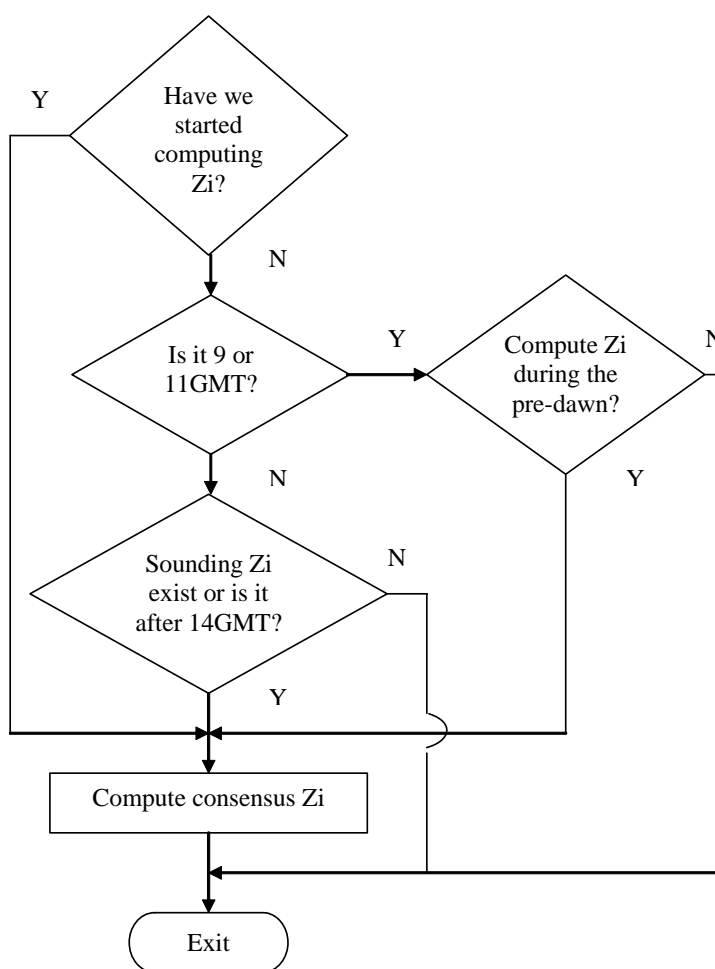 Y
Have we
started
computing
Zi?
N
Is it 9 or
11GMT?
Y
Compute Zi
during the
pre-dawn?
N
N
Y
Sounding Zi
exist or is it
after 14GMT?
N
Y
Compute consensus Zi
Exit